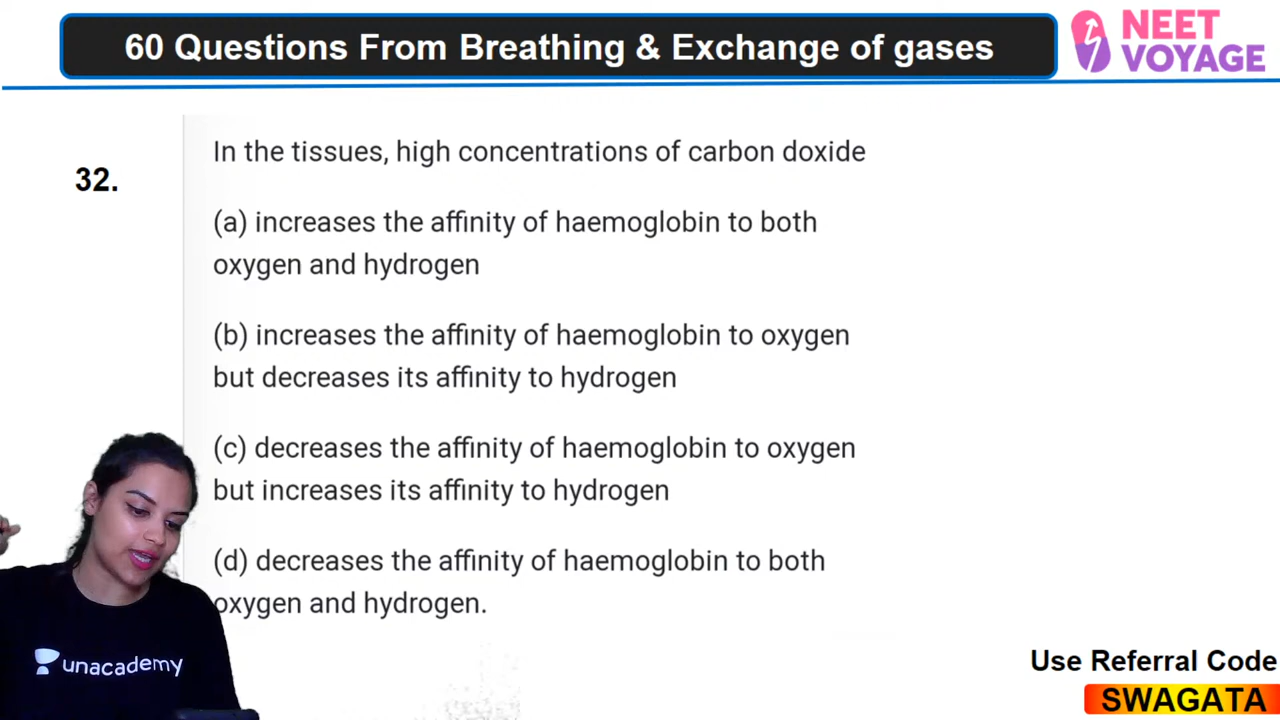 60 Questions From Breathing & Exchange of gases
NEET
VOYAGE
32.
In the tissues, high concentrations of carbon doxide
(a) increases the affinity of haemoglobin to both
oxygen and hydrogen
(b) increases the affinity of haemoglobin to oxygen
but decreases its affinity to hydrogen
(c) decreases the affinity of haemoglobin to oxygen
but increases its affinity to hydrogen
(d) decreases the affinity of haemoglobin to both
oxygen and hydrogen.
unacademy
Use Referral Code
SWAGATA